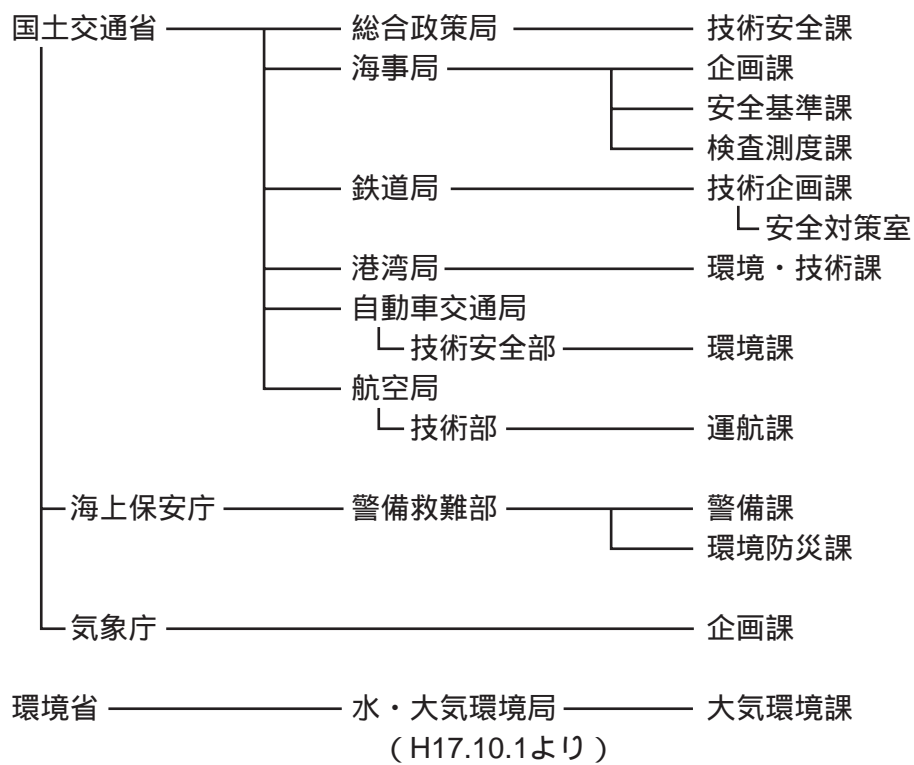 国土交通省 総合政策局 技術安全課
海事局 企画課
安全基準課
検査測度課
鉄道局 技術企画課
安全対策室
港湾局 環境・技術課
自動車交通局
技術安全部 環境課
航空局
技術部 運航課
海上保安庁 警備救難部 警備課
環境防災課
気象庁 企画課
環境省 水・大気環境局 大気環境課
（H17.10.1より）